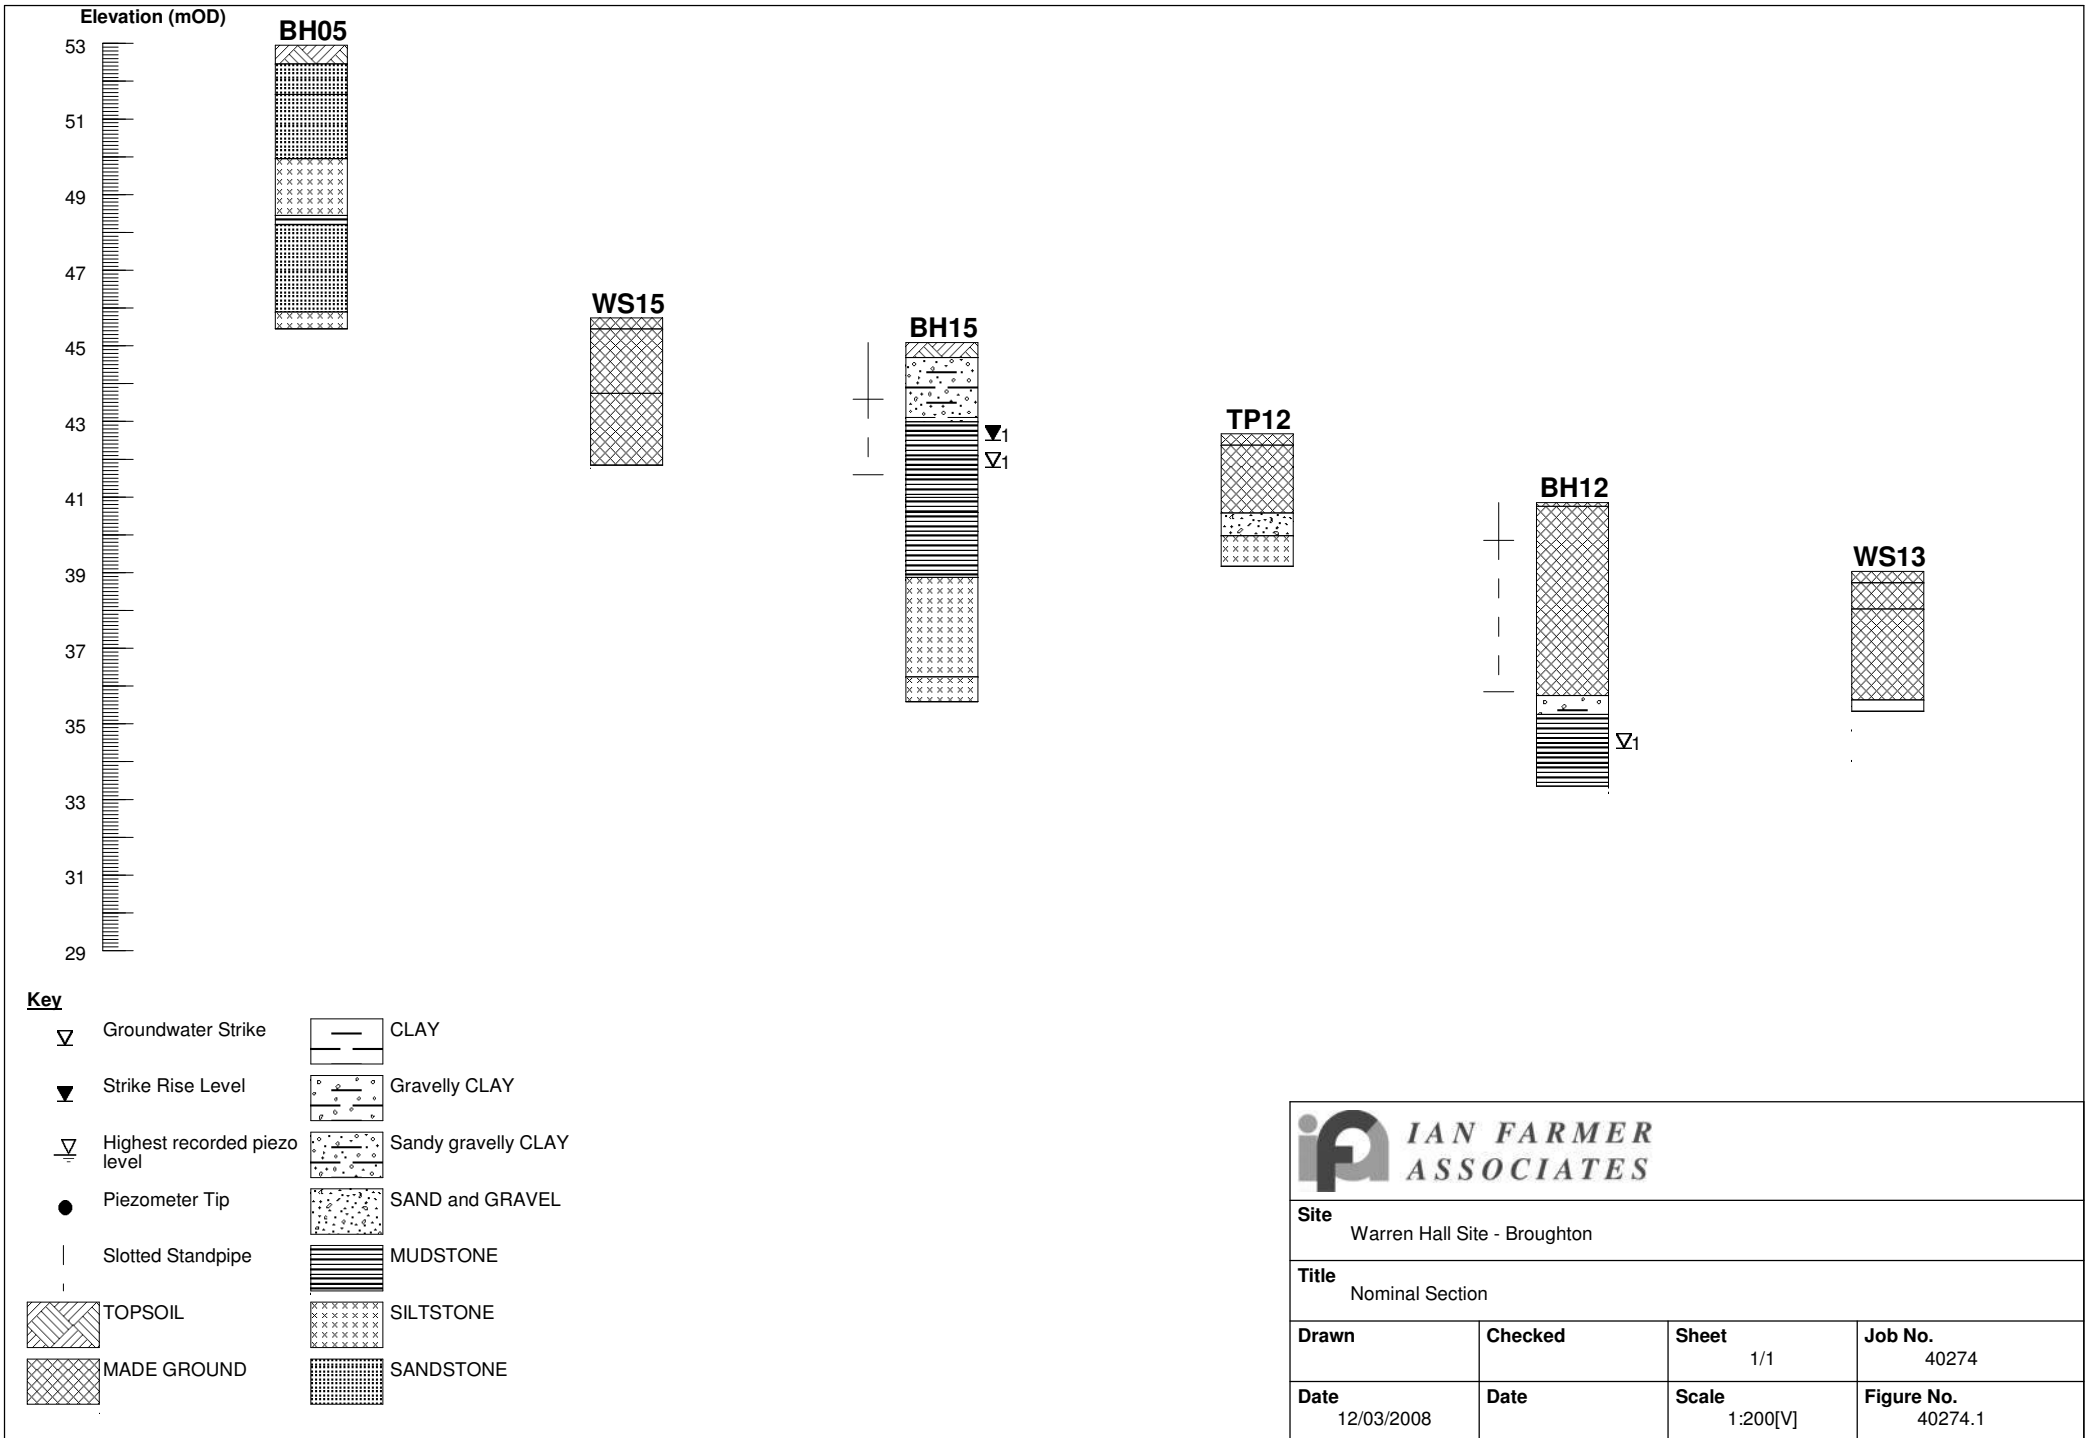 Elevation (mOD)
53
51
49
47
45
43
41
39
37
35
33
31
29
BH05
WS15
BH15
1
1
TP12
BH12
1
WS13
Key
Groundwater Strike
Strike Rise Level
Highest recorded piezo
level
Piezometer Tip
Slotted Standpipe
TOPSOIL
MADE GROUND
CLAY
Gravelly CLAY
Sandy gravelly CLAY
SAND and GRAVEL
MUDSTONE
SILTSTONE
SANDSTONE
ifa
IAN FARMER
ASSOCIATES
Site
Warren Hall Site - Broughton
Title
Nominal Section
Drawn
Checked
Sheet
1/1
Job No.
40274
Date
12/03/2008
Date
Scale
1:200[V]
Figure No.
40274.1